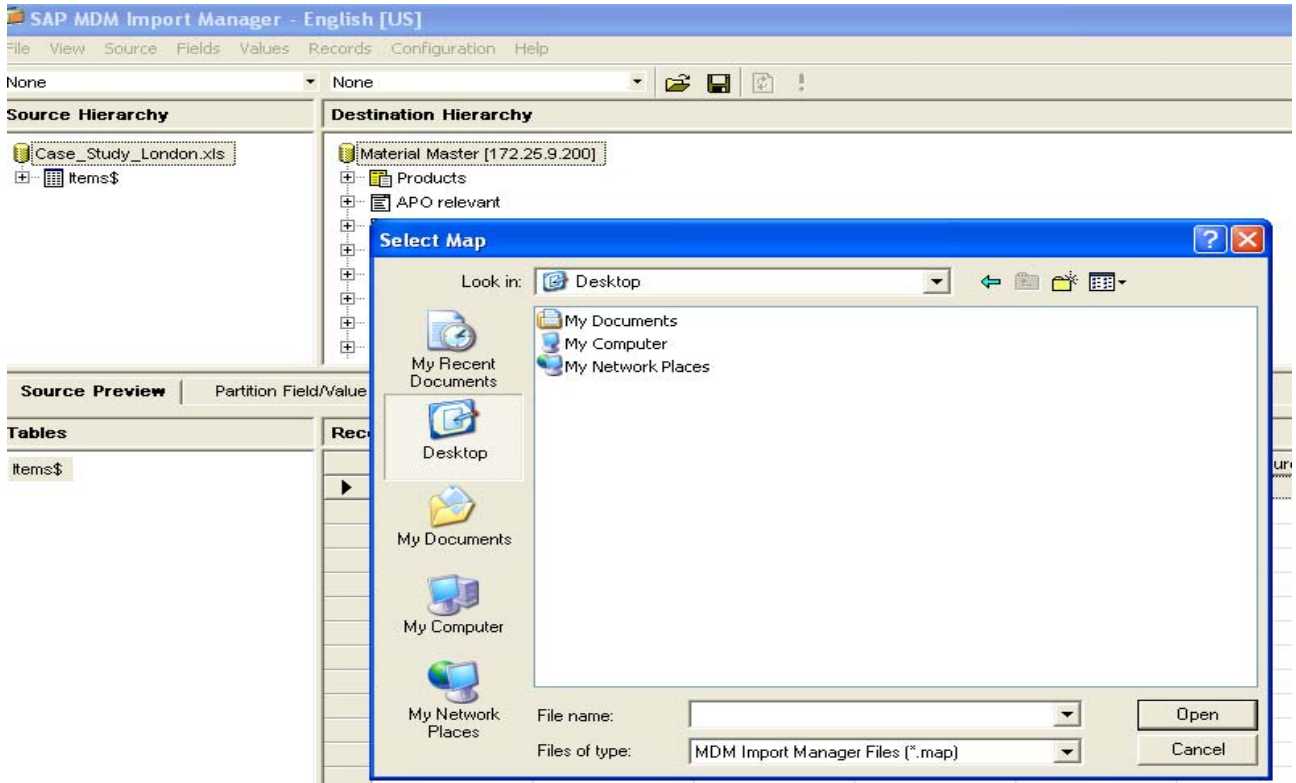 SAP MDM Import Manager - English [US]
File View Source Fields Values Records Configuration Help
None
None
Source Hierarchy
Destination Hierarchy
Case_Study_London.xls
Items$
Material Master [172.25.9.200]
Products
APO relevant
Select Map
Look in:
Desktop
My Recent
Documents
Desktop
My Documents
My Computer
My Network
Places
My Documents
My Computer
My Network Places
File name:
Open
Files of type:
MDM Import Manager Files (*.map)
Cancel
Source Preview
Partition Field/Value
Tables
Items$